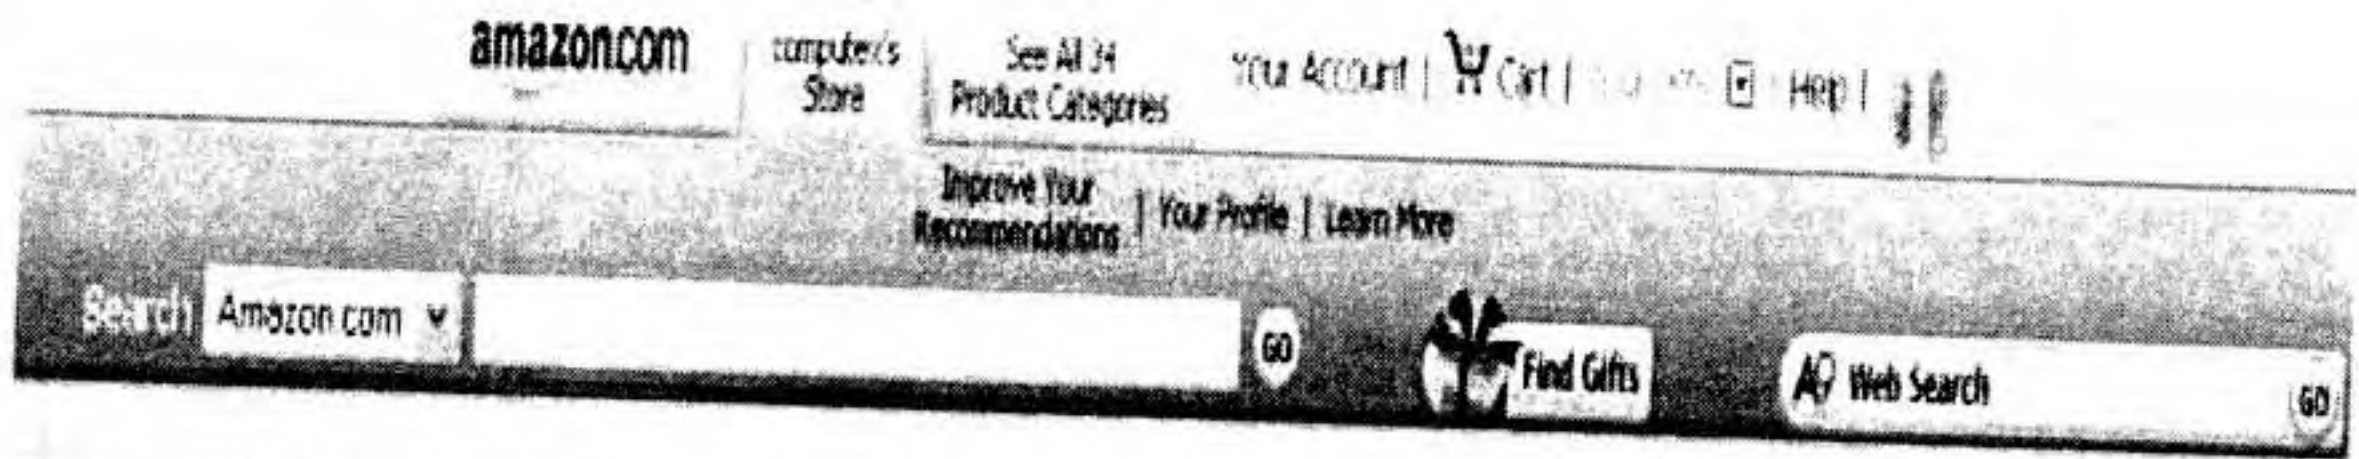 amazon.com
computer's
Store
See All 34
Product Categories
Your Account | Cart | Help |
Improve Your
Recommendations
| Your Profile | Learn More
Search Amazon.com GO
Find Gifts
A9 Web Search GO